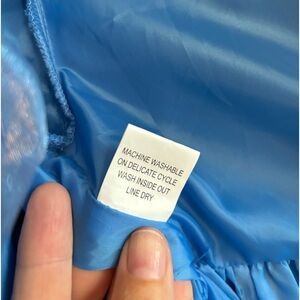 MACHINE WASHABLE
ON DELICATE CYCLE
WASH INSIDE OUT
LINE DRY